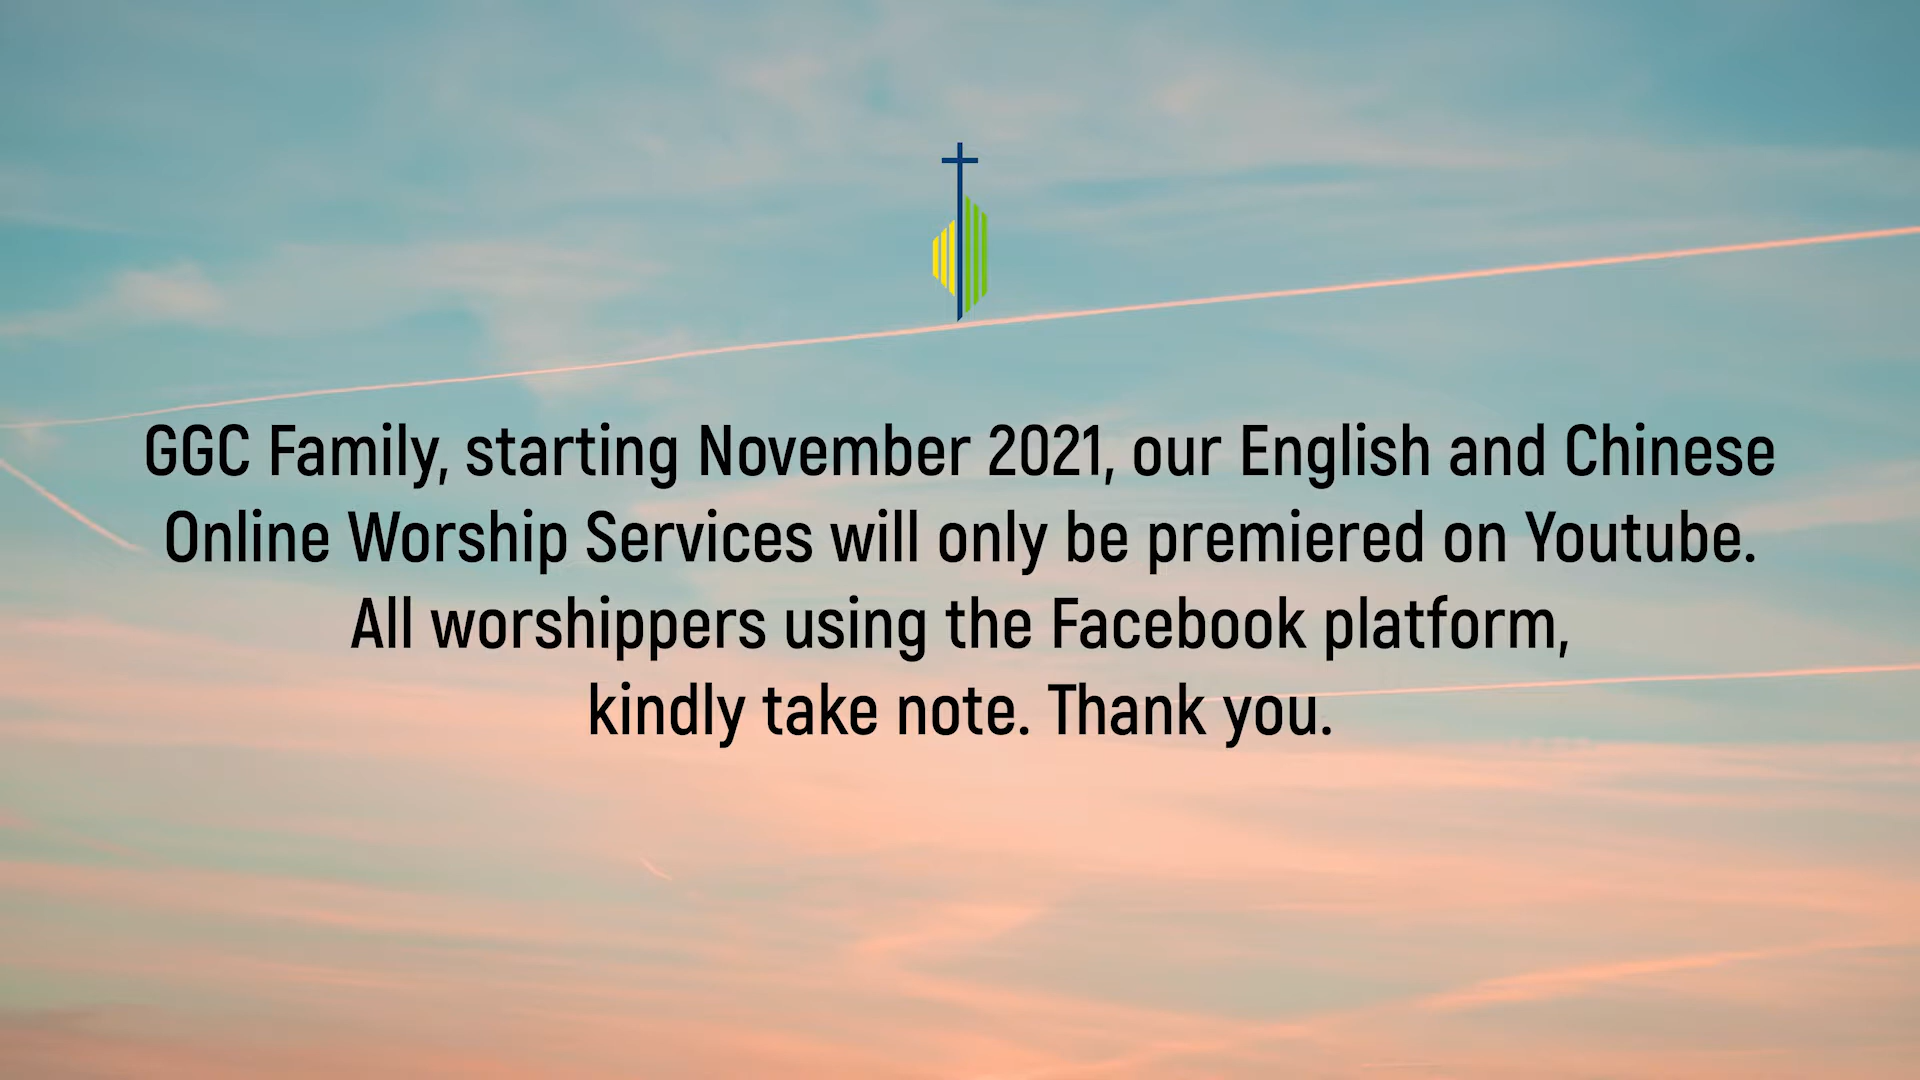 GGC Family, starting November 2021, our English and Chinese
Online Worship Services will only be premiered on Youtube.
All worshippers using the Facebook platform,
kindly take note. Thank you.